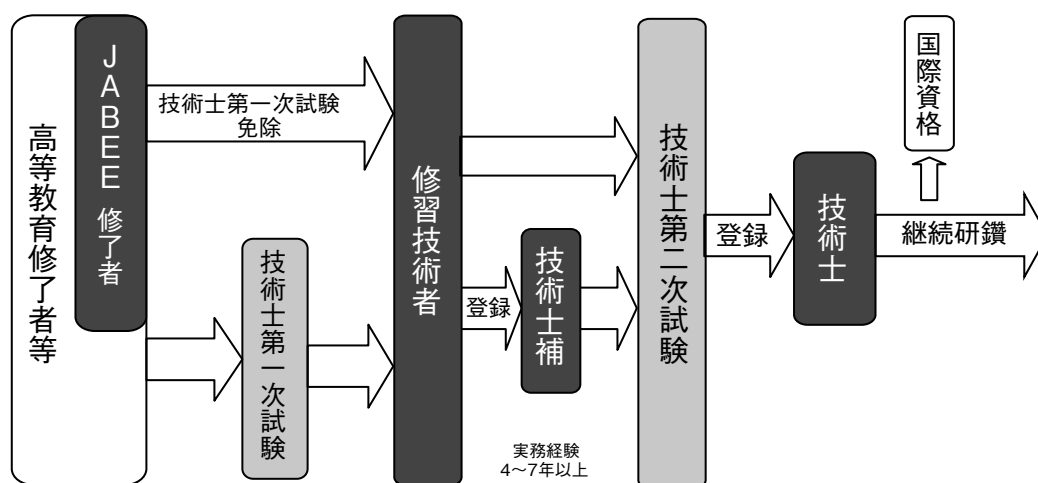 高等教育修了者等
JABEE 修了者
技術士第一次試験
免除
技術士第一次試験
修習技術者
登録
技術士補
実務経験
4〜7年以上
技術士第二次試験
登録
技術士
国際資格
継続研鑽